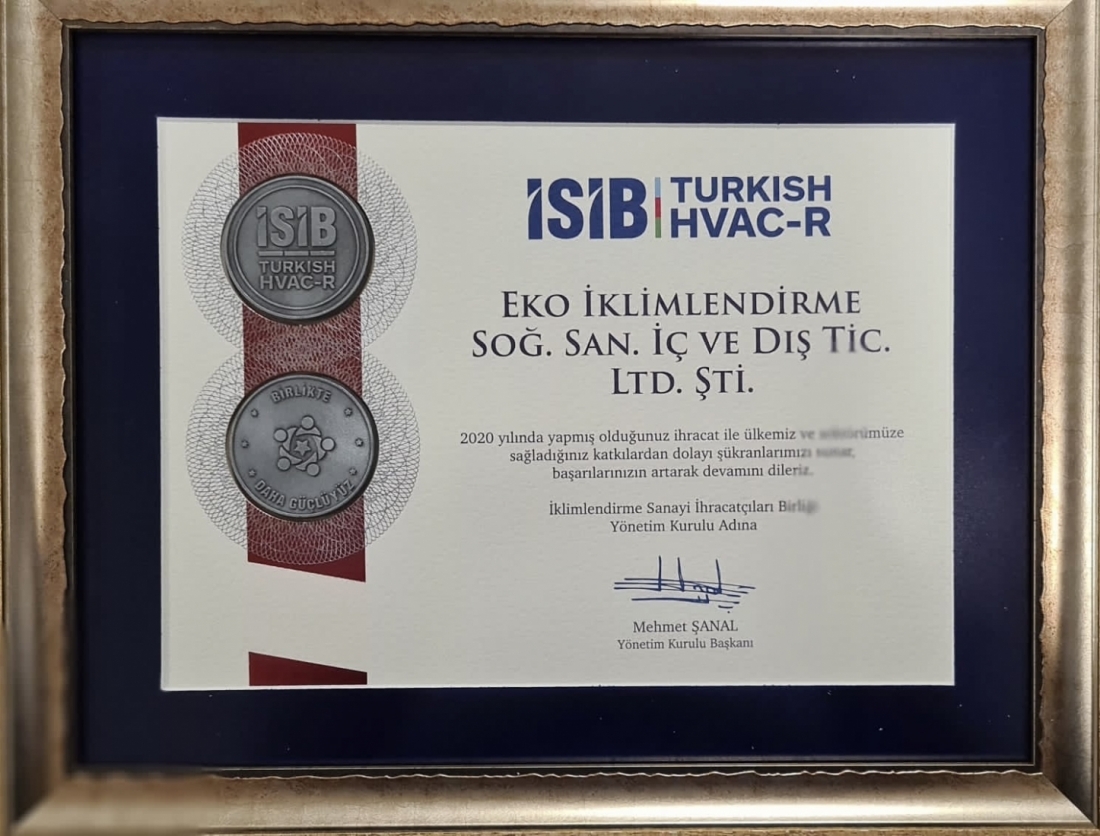 İSİB
TURKISH
HVAC-R
BİRLİKTE
DAHA GÜÇLÜYÜZ
İSİB TURKISH
HVAC-R
EKO İKLİMLENDİRME
SOĞ. SAN. İÇ VE DIŞ TİC.
LTD. ŞTİ.
2020 yılında yapmış olduğunuz ihracat ile ülkemiz ve
sağladığınız katkılardan dolayı şükranlarımızı
başarılarınızın artarak devamını dileriz.
İklimlendirme Sanayi İhracatçıları
Yönetim Kurulu Adına
Mehmet ŞANAL
Yönetim Kurulu Başkanı